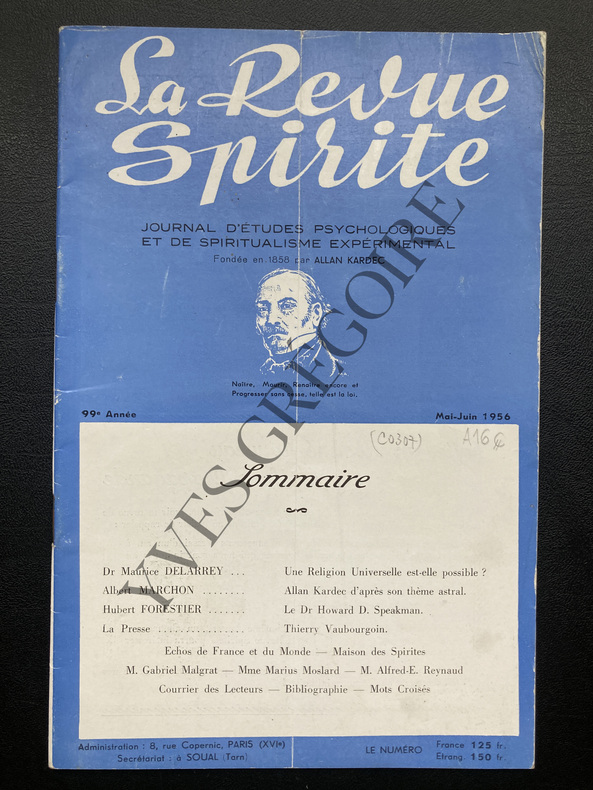 La Revue
Spirite
JOURNAL D'ÉTUDES PSYCHOLOGIQUES
ET DE SPIRITUALISME EXPÉRIMENTAL
Fondée en 1858 par ALLAN KARDEC
Naître, Mourir, Renaître encore et
Progresser sans cesse, telle est la loi.
99e Année
Mai-Juin 1956
(C0307)
A16 €
Sommaire
Dr Maurice DELARREY ... Une Religion Universelle est-elle possible ?
Albert MARCHON ........ Allan Kardec d'après son thème astral.
Hubert FORESTIER ....... Le Dr Howard D. Speakman.
La Presse ................ Thierry Vaubourgoin.
Echos de France et du Monde — Maison des Spirites
M. Gabriel Malgrat — Mme Marius Moslard — M. Alfred-E. Reynaud
Courrier des Lecteurs — Bibliographie — Mots Croisés
Administration : 8, rue Copernic, PARIS (XVIe)
Secrétariat : à SOUAL (Tarn)
LE NUMÉRO
France 125 fr.
Etrang. 150 fr.
YVES GREGOIRE